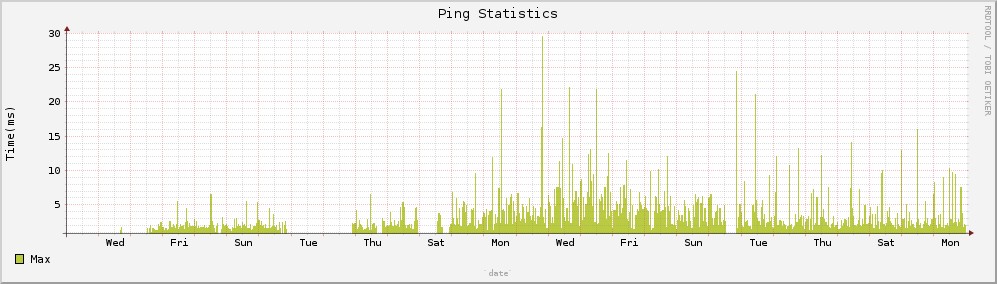 Ping Statistics
RRDTOOL / TOBI OETIKER
Time(ms)
30
25
20
15
10
5
Wed Fri Sun Tue Thu Sat Mon Wed Fri Sun Tue Thu Sat Mon
Max
`date`